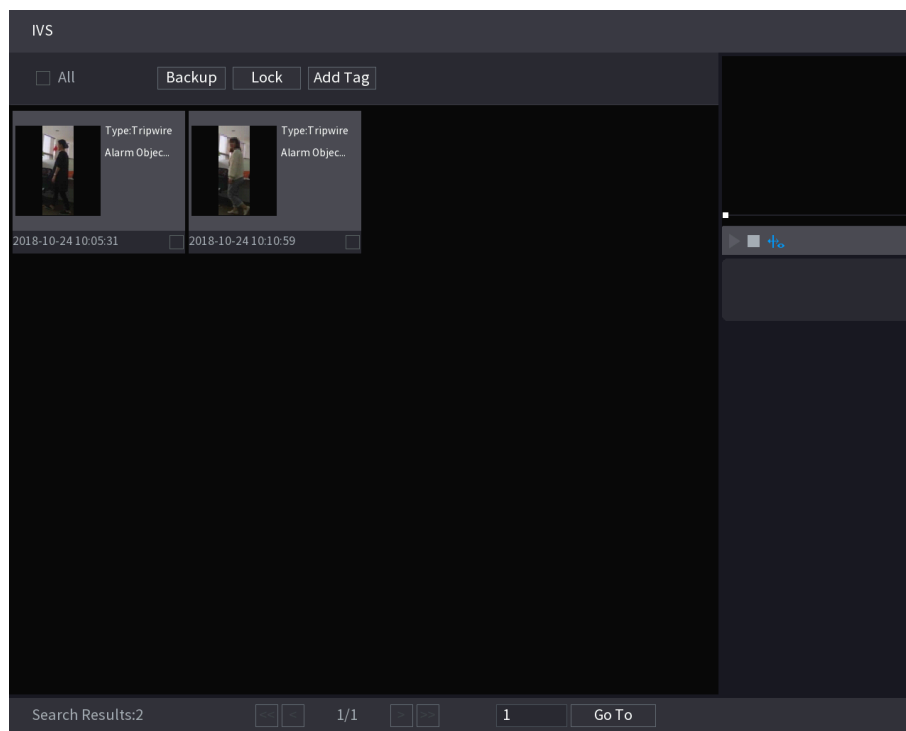 IVS
All
Backup
Lock
Add Tag
Type:Tripwire
Alarm Objec...
2018-10-24 10:05:31
Type:Tripwire
Alarm Objec...
2018-10-24 10:10:59
Search Results:2
<< < 1/1 > >> 1 Go To